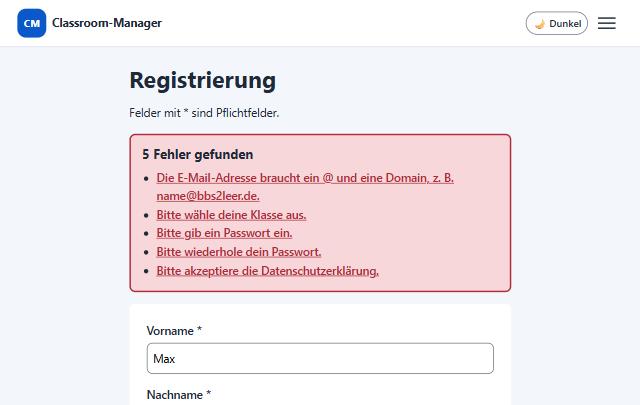 CM Classroom-Manager
🌙 Dunkel
Registrierung
Felder mit * sind Pflichtfelder.
5 Fehler gefunden
Die E-Mail-Adresse braucht ein @ und eine Domain, z. B.
name@bbs2leer.de.
Bitte wähle deine Klasse aus.
Bitte gib ein Passwort ein.
Bitte wiederhole dein Passwort.
Bitte akzeptiere die Datenschutzerklärung.
Vorname *
Max
Nachname *